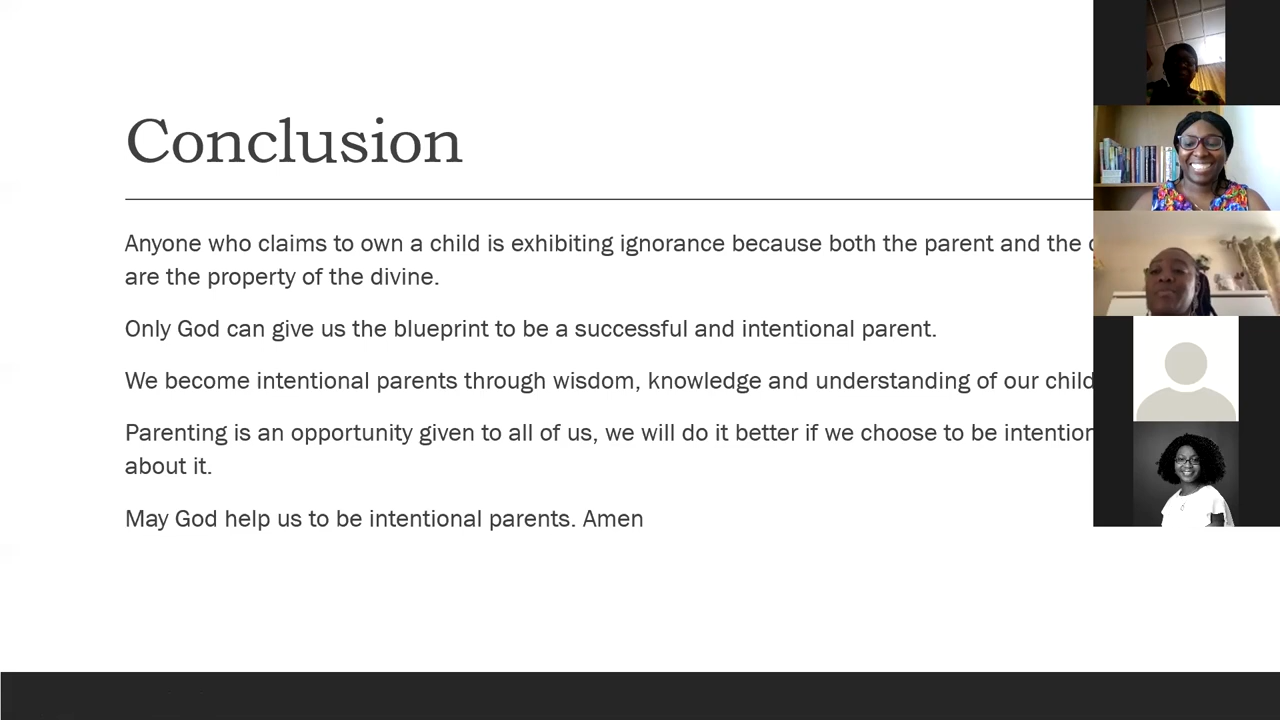 Conclusion
Anyone who claims to own a child is exhibiting ignorance because both the parent and the
are the property of the divine.
Only God can give us the blueprint to be a successful and intentional parent.
We become intentional parents through wisdom, knowledge and understanding of our child
Parenting is an opportunity given to all of us, we will do it better if we choose to be intention
about it.
May God help us to be intentional parents. Amen